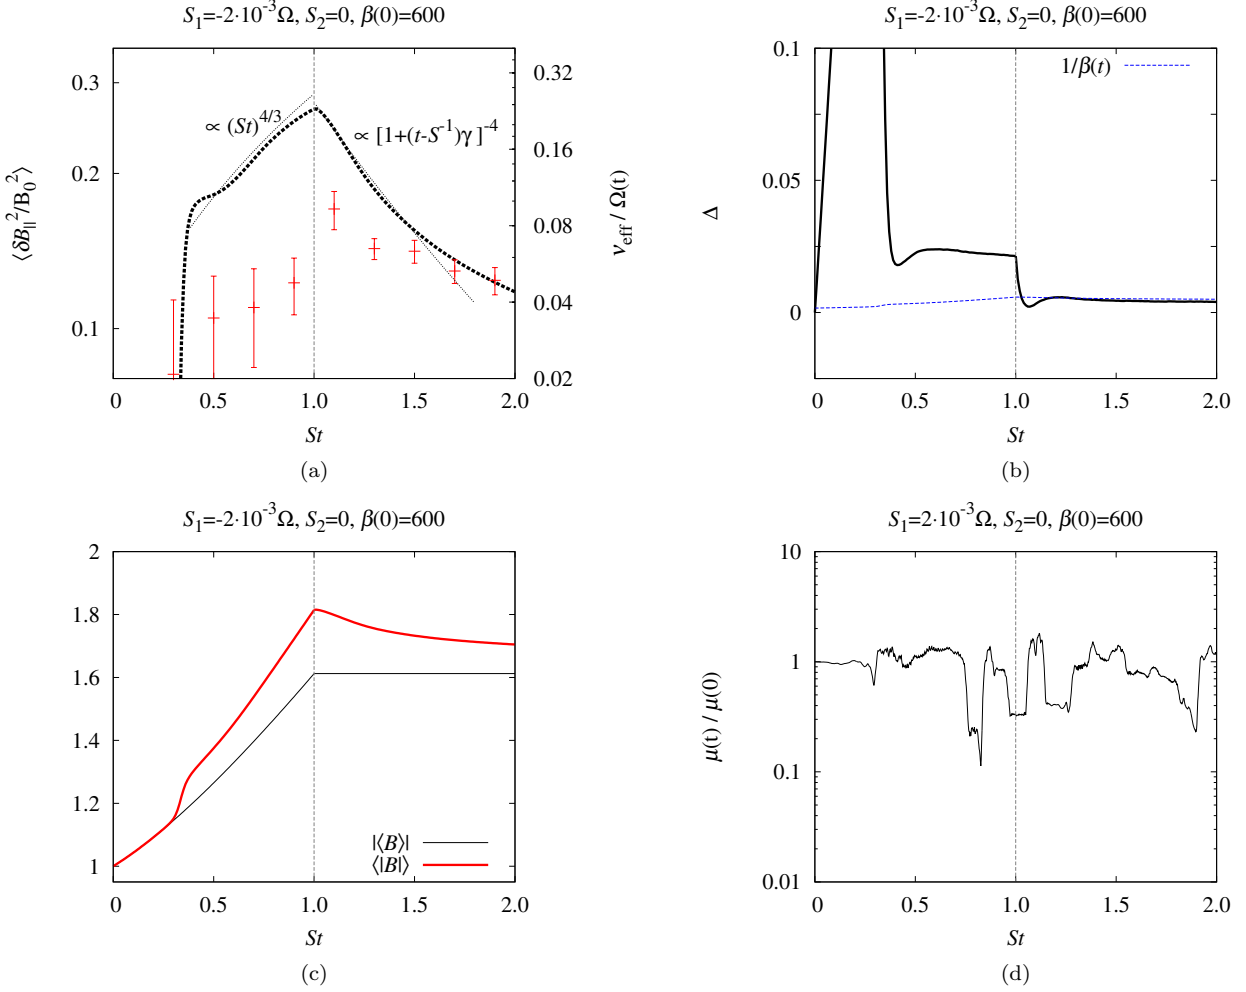 S₁=-2·10⁻³Ω, S₂=0, β(0)=600
0.3
0.2
0.1
⟨δB||²/B₀²⟩
∝ (St)^4/3
∝ [1+(t-S⁻¹)γ]⁻⁴
0.32
0.16
0.08
0.04
0.02
ν_eff / Ω(t)
0 0.5 1.0 1.5 2.0
St
(a)
S₁=-2·10⁻³Ω, S₂=0, β(0)=600
1/β(t)
0.1
0.05
0
Δ
0 0.5 1.0 1.5 2.0
St
(b)
S₁=-2·10⁻³Ω, S₂=0, β(0)=600
2
1.8
1.6
1.4
1.2
1
|⟨B⟩|
⟨|B|⟩
0 0.5 1.0 1.5 2.0
St
(c)
S₁=2·10⁻³Ω, S₂=0, β(0)=600
10
1
0.1
0.01
μ(t) / μ(0)
0 0.5 1.0 1.5 2.0
St
(d)